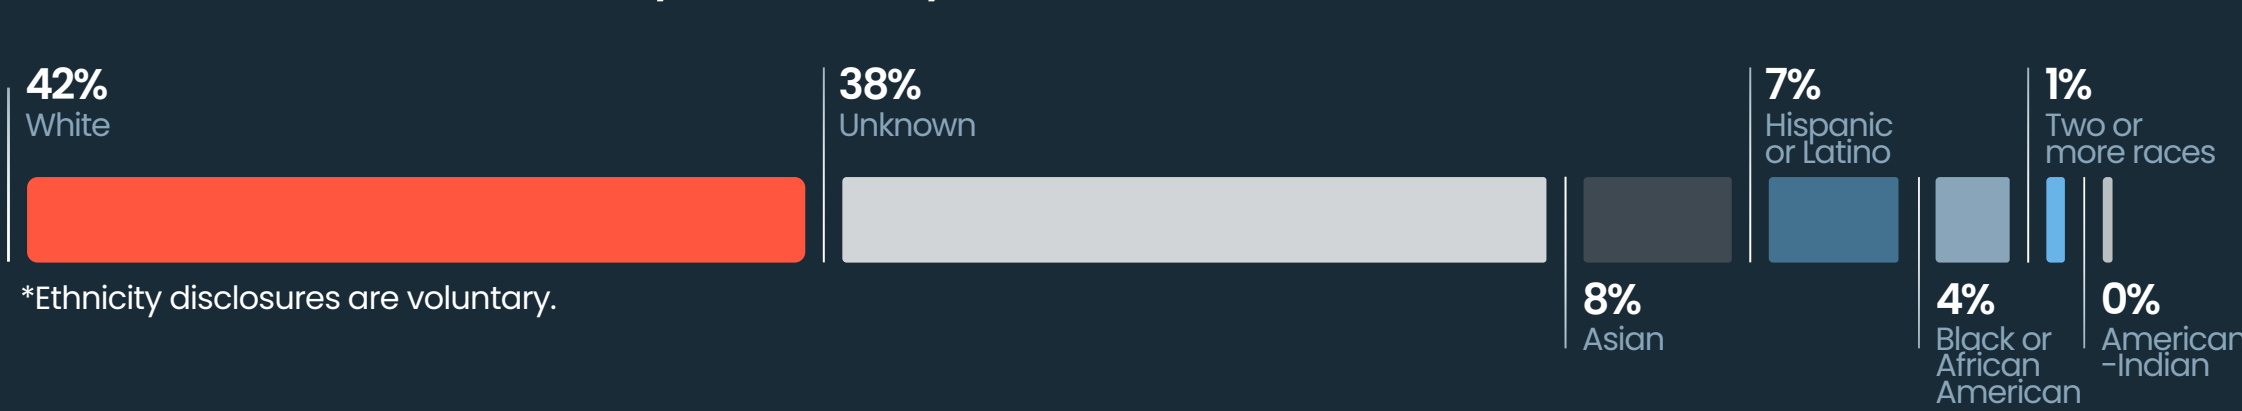 42%
White
38%
Unknown
7%
Hispanic
or Latino
1%
Two or
more races
*Ethnicity disclosures are voluntary.
8%
Asian
4%
Black or
African
American
0%
American
-Indian